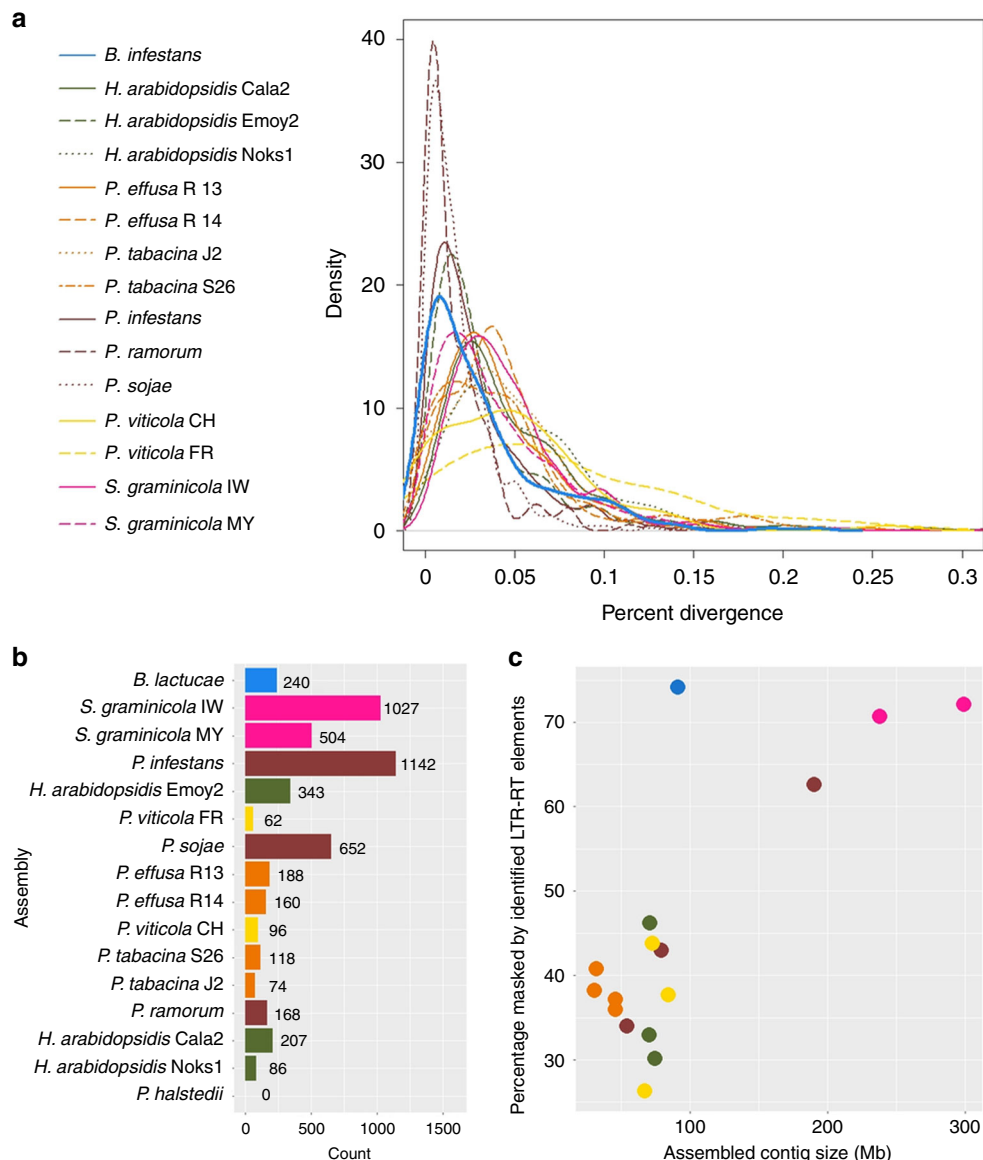 a
B. infestans
H. arabidopsidis Cala2
H. arabidopsidis Emoy2
H. arabidopsidis Noks1
P. effusa R 13
P. effusa R 14
P. tabacina J2
P. tabacina S26
P. infestans
P. ramorum
P. sojae
P. viticola CH
P. viticola FR
S. graminicola IW
S. graminicola MY
Density
40
30
20
10
0
0 0.05 0.1 0.15 0.2 0.25 0.3
Percent divergence
b
Assembly
B. lactucae 240
S. graminicola IW 1027
S. graminicola MY 504
P. infestans 1142
H. arabidopsidis Emoy2 343
P. viticola FR 62
P. sojae 652
P. effusa R13 188
P. effusa R14 160
P. viticola CH 96
P. tabacina S26 118
P. tabacina J2 74
P. ramorum 168
H. arabidopsidis Cala2 207
H. arabidopsidis Noks1 86
P. halstedii 0
0 500 1000 1500
Count
c
Percentage masked by identified LTR-RT elements
70
60
50
40
30
100 200 300
Assembled contig size (Mb)